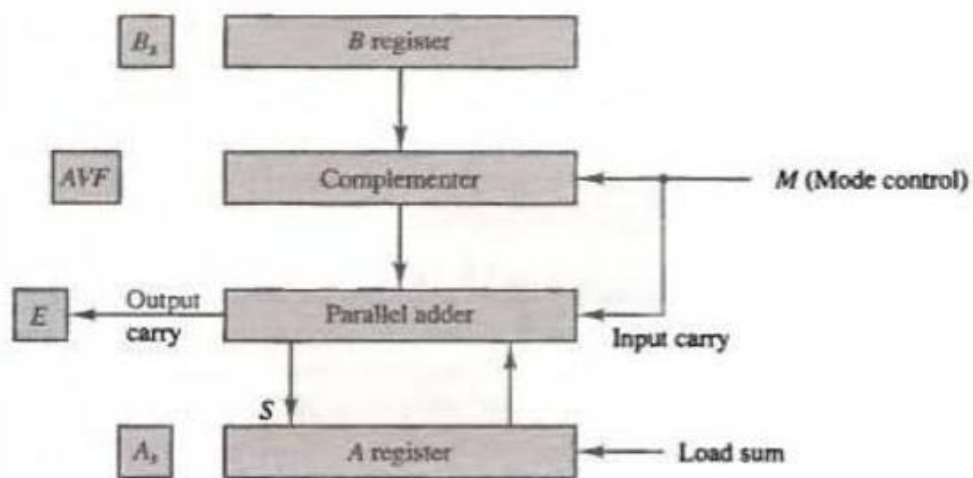 Bs B register
AVF Complementer M (Mode control)
E Output carry Parallel adder Input carry
S
As A register Load sum